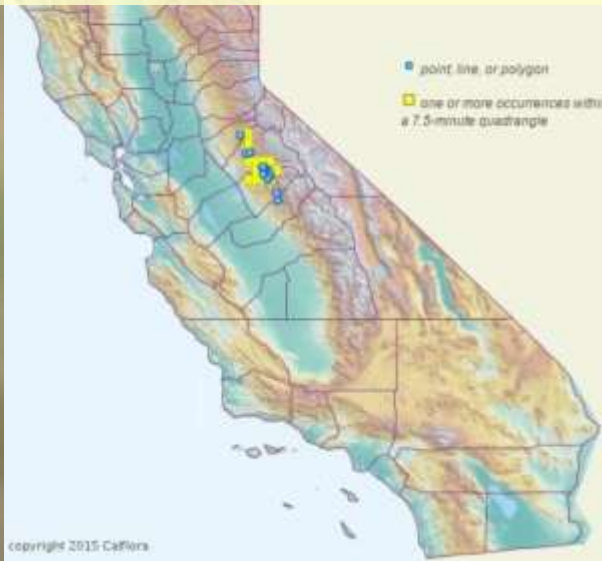 point, line, or polygon
one or more occurrences withi
a 7.5-minute quadrangle
copyright 2015 Calflora